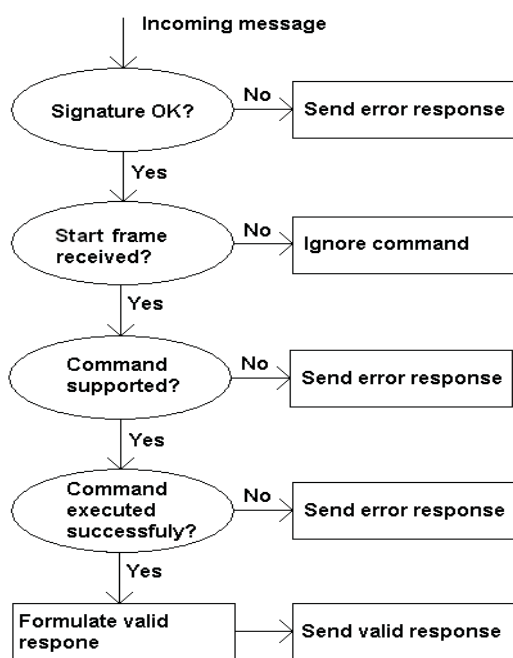 Incoming message
Signature OK?
No
Send error response
Yes
Start frame
received?
No
Ignore command
Yes
Command
supported?
No
Send error response
Yes
Command
executed
successfuly?
No
Send error response
Yes
Formulate valid
respone
Send valid response